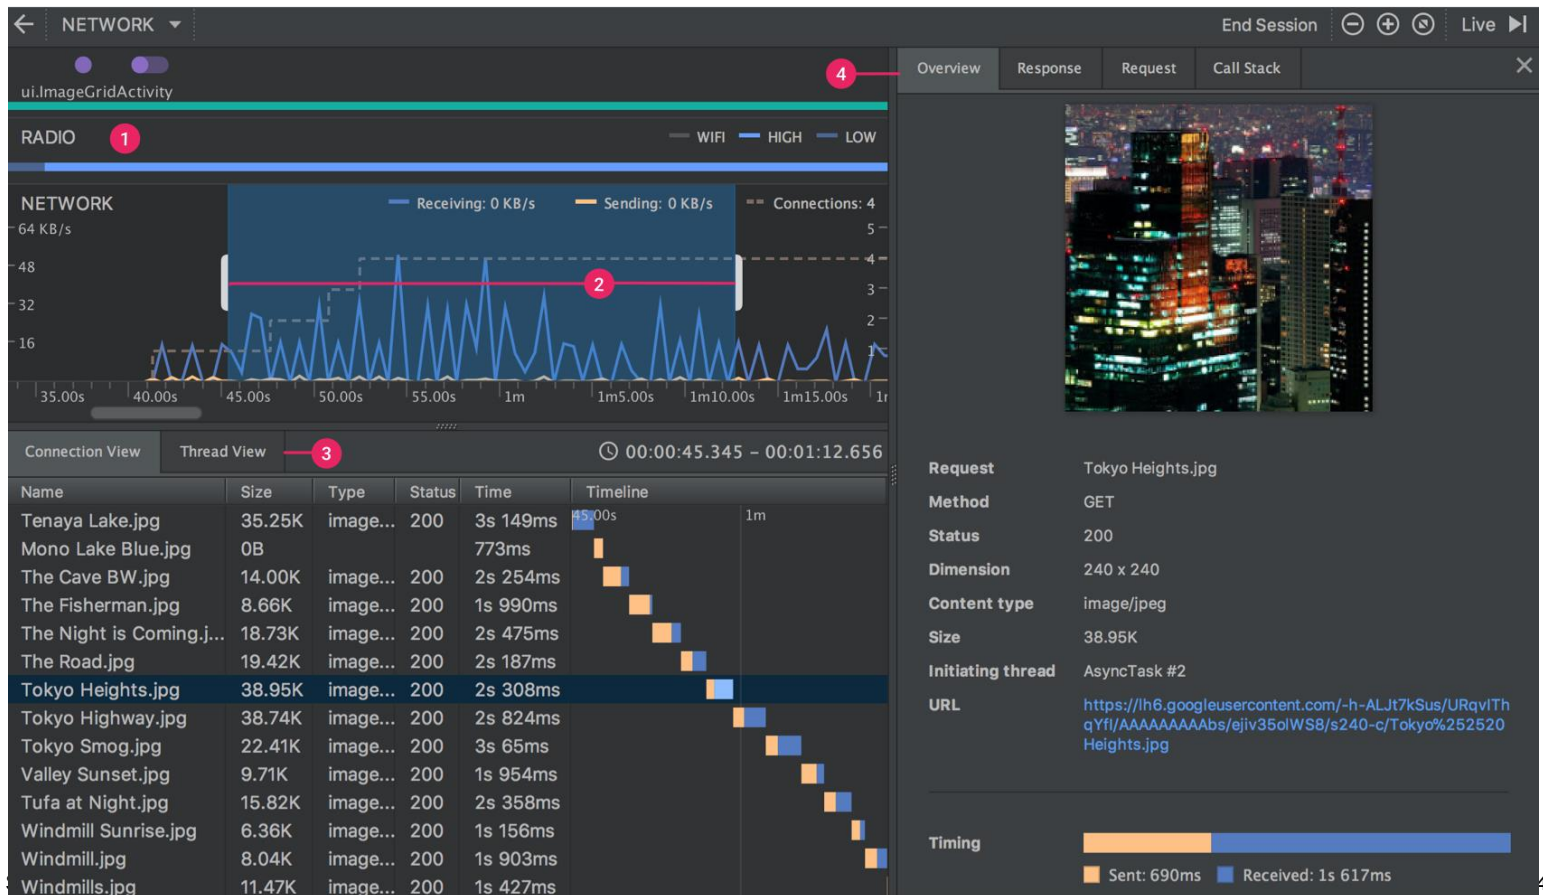 NETWORK
End Session
Live
ui.ImageGridActivity
4
Overview
Response
Request
Call Stack
RADIO
1
WIFI
HIGH
LOW
NETWORK
Receiving: 0 KB/s
Sending: 0 KB/s
Connections: 4
64 KB/s
5
48
4
32
2
3
2
16
1
35.00s
40.00s
45.00s
50.00s
55.00s
1m
1m5.00s
1m10.00s
1m15.00s
Connection View
Thread View
3
00:00:45.345 – 00:01:12.656
Name Size Type Status Time Timeline
45.00s 1m
Tenaya Lake.jpg 35.25K image... 200 3s 149ms
Mono Lake Blue.jpg 0B 773ms
The Cave BW.jpg 14.00K image... 200 2s 254ms
The Fisherman.jpg 8.66K image... 200 1s 990ms
The Night is Coming.j... 18.73K image... 200 2s 475ms
The Road.jpg 19.42K image... 200 2s 187ms
Tokyo Heights.jpg 38.95K image... 200 2s 308ms
Tokyo Highway.jpg 38.74K image... 200 2s 824ms
Tokyo Smog.jpg 22.41K image... 200 3s 65ms
Valley Sunset.jpg 9.71K image... 200 1s 954ms
Tufa at Night.jpg 15.82K image... 200 2s 358ms
Windmill Sunrise.jpg 6.36K image... 200 1s 156ms
Windmill.jpg 8.04K image... 200 1s 903ms
Windmills.jpg 11.47K image... 200 1s 427ms
Request Tokyo Heights.jpg
Method GET
Status 200
Dimension 240 x 240
Content type image/jpeg
Size 38.95K
Initiating thread AsyncTask #2
URL https://lh6.googleusercontent.com/-h-ALJt7kSus/URqvlTh
qYfI/AAAAAAAAAbs/ejiv35olWS8/s240-c/Tokyo%252520
Heights.jpg
Timing
Sent: 690ms
Received: 1s 617ms